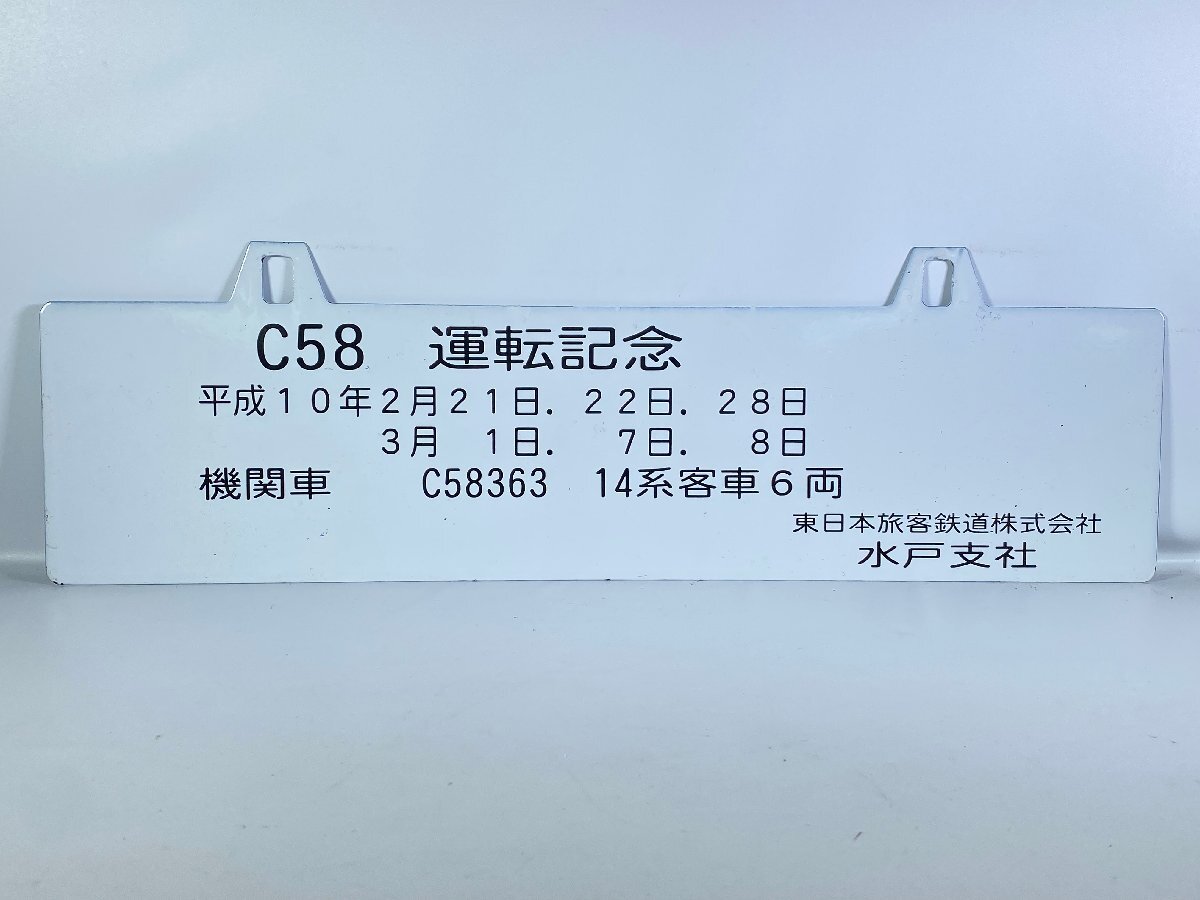 C58　運転記念
平成１０年２月２１日．２２日．２８日
３月　１日．　７日．　８日
機関車　　C58363　14系客車６両
東日本旅客鉄道株式会社
水戸支社